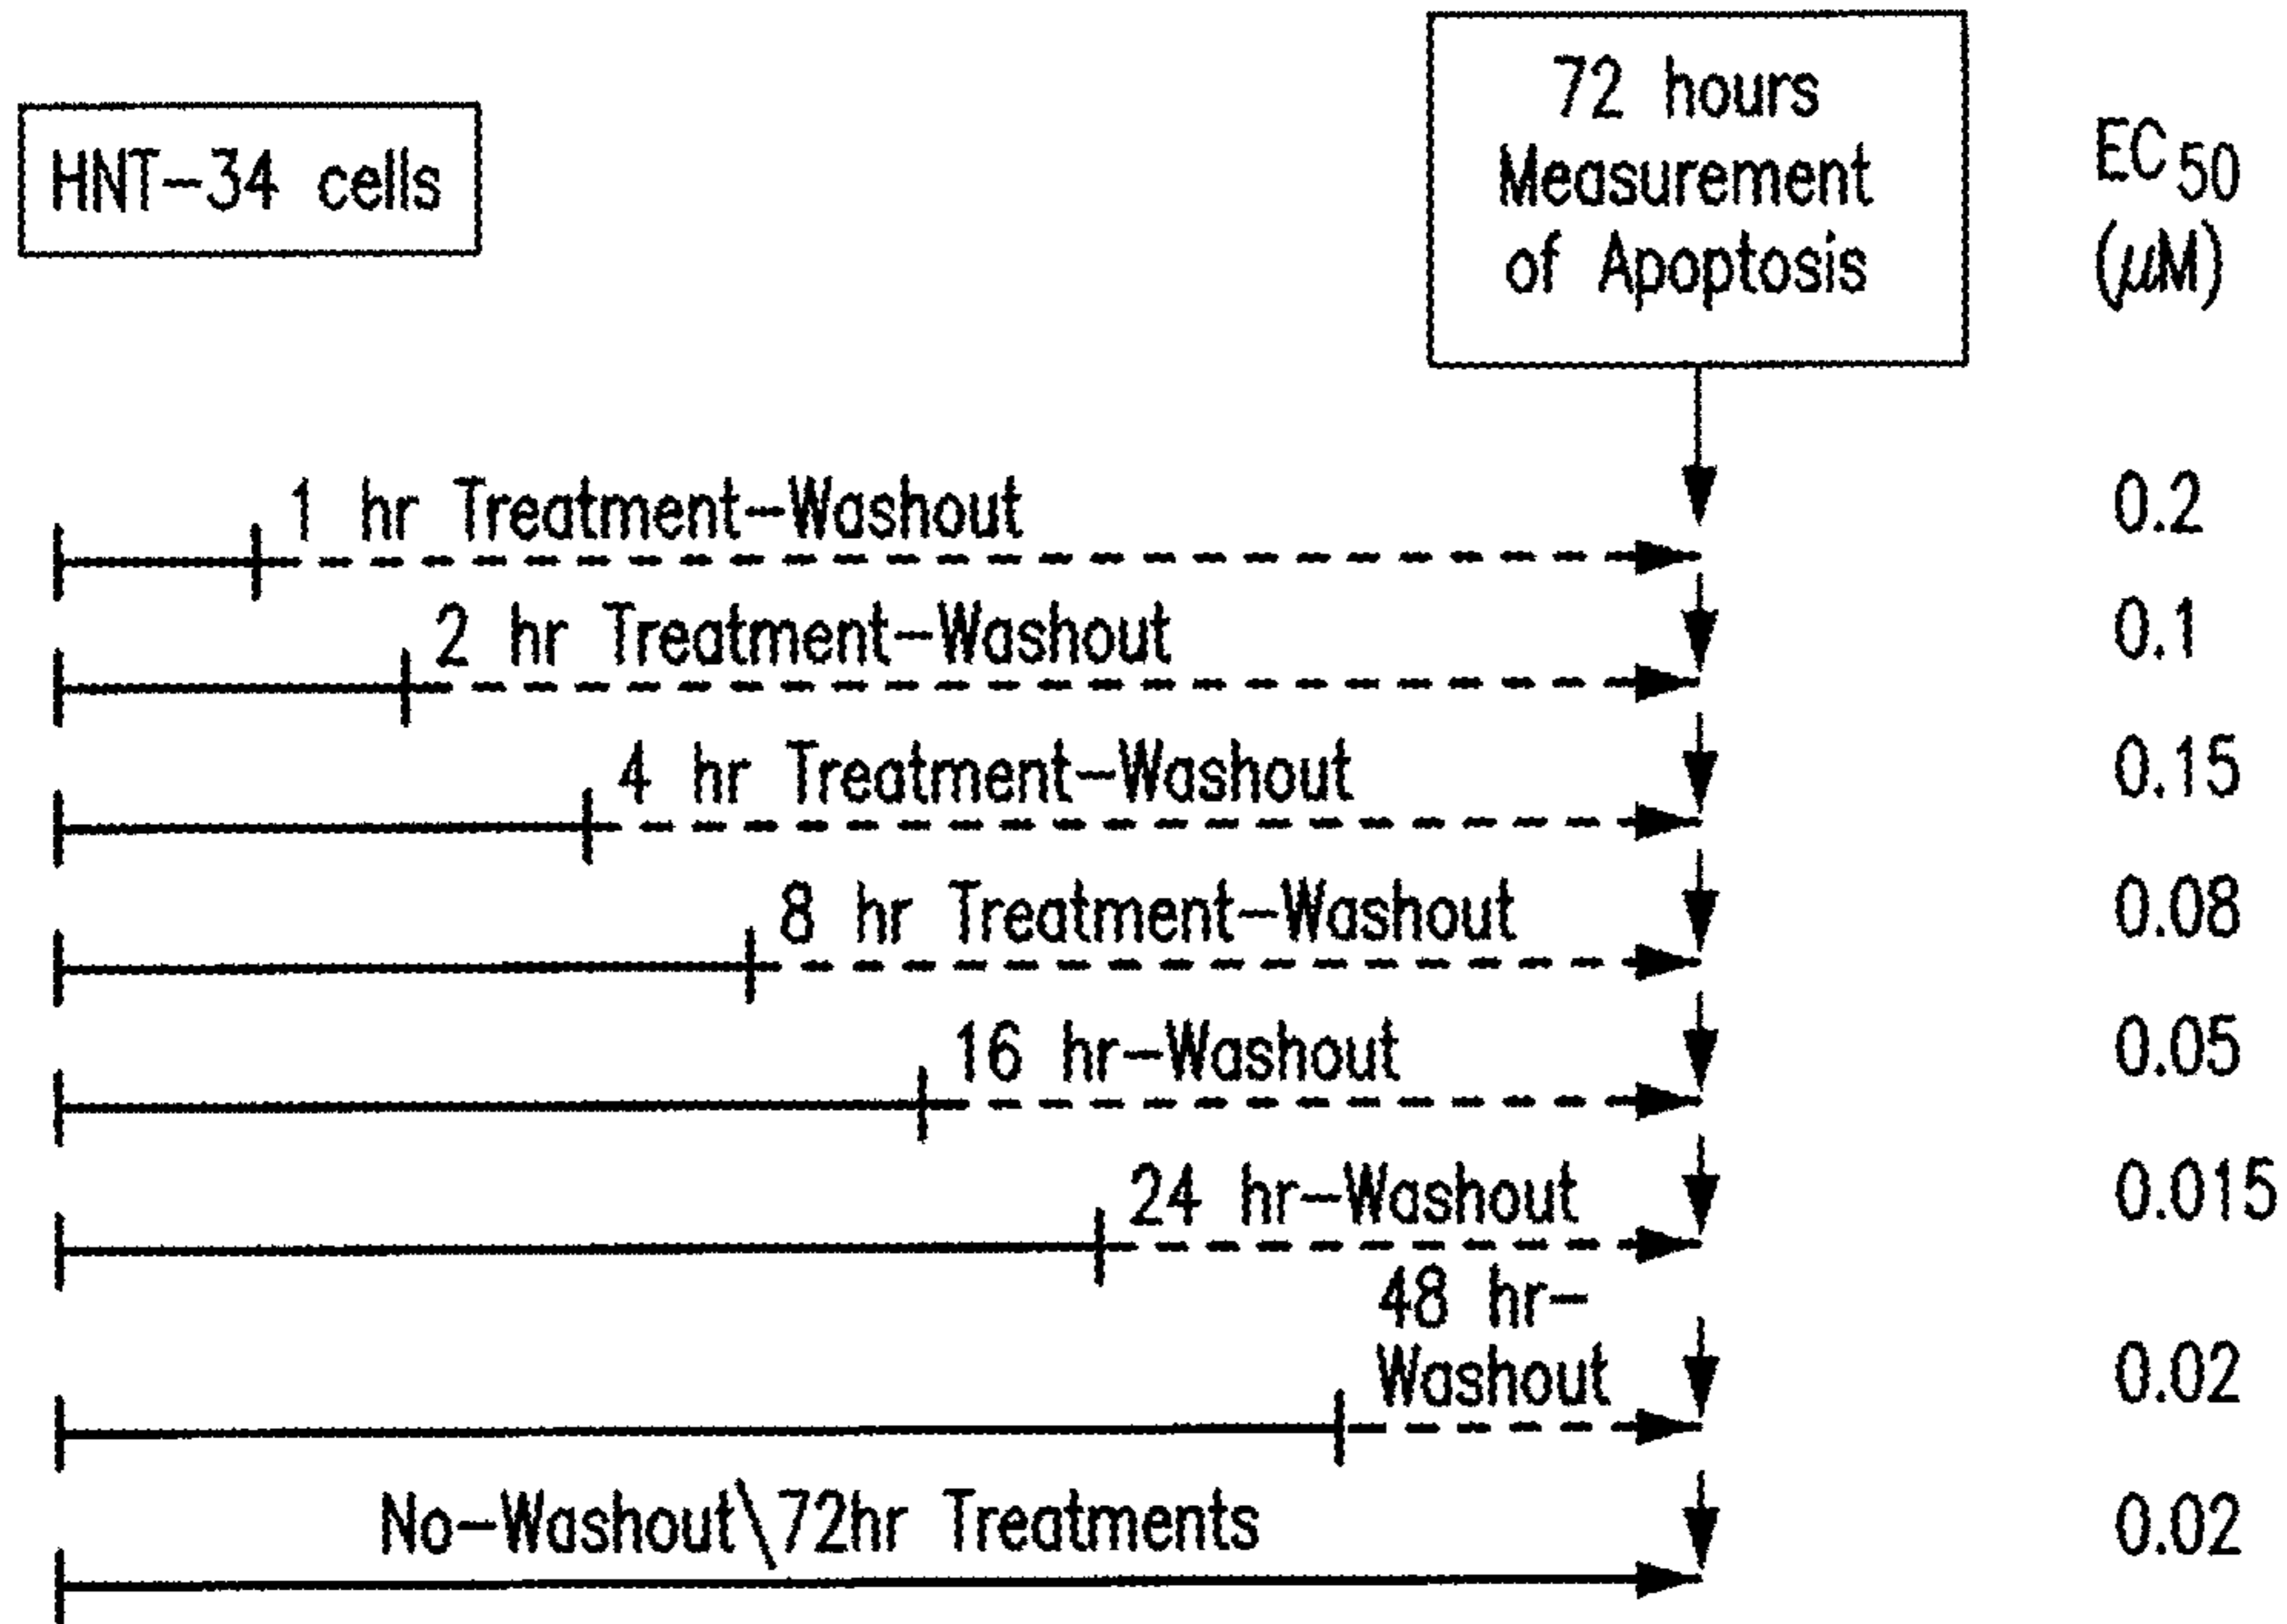 HNT-34 cells
72 hours
Measurement
of Apoptosis
EC50
(μM)
1 hr Treatment-Washout
0.2
2 hr Treatment-Washout
0.1
4 hr Treatment-Washout
0.15
8 hr Treatment-Washout
0.08
16 hr-Washout
0.05
24 hr-Washout
0.015
48 hr-
Washout
0.02
No-Washout\72hr Treatments
0.02